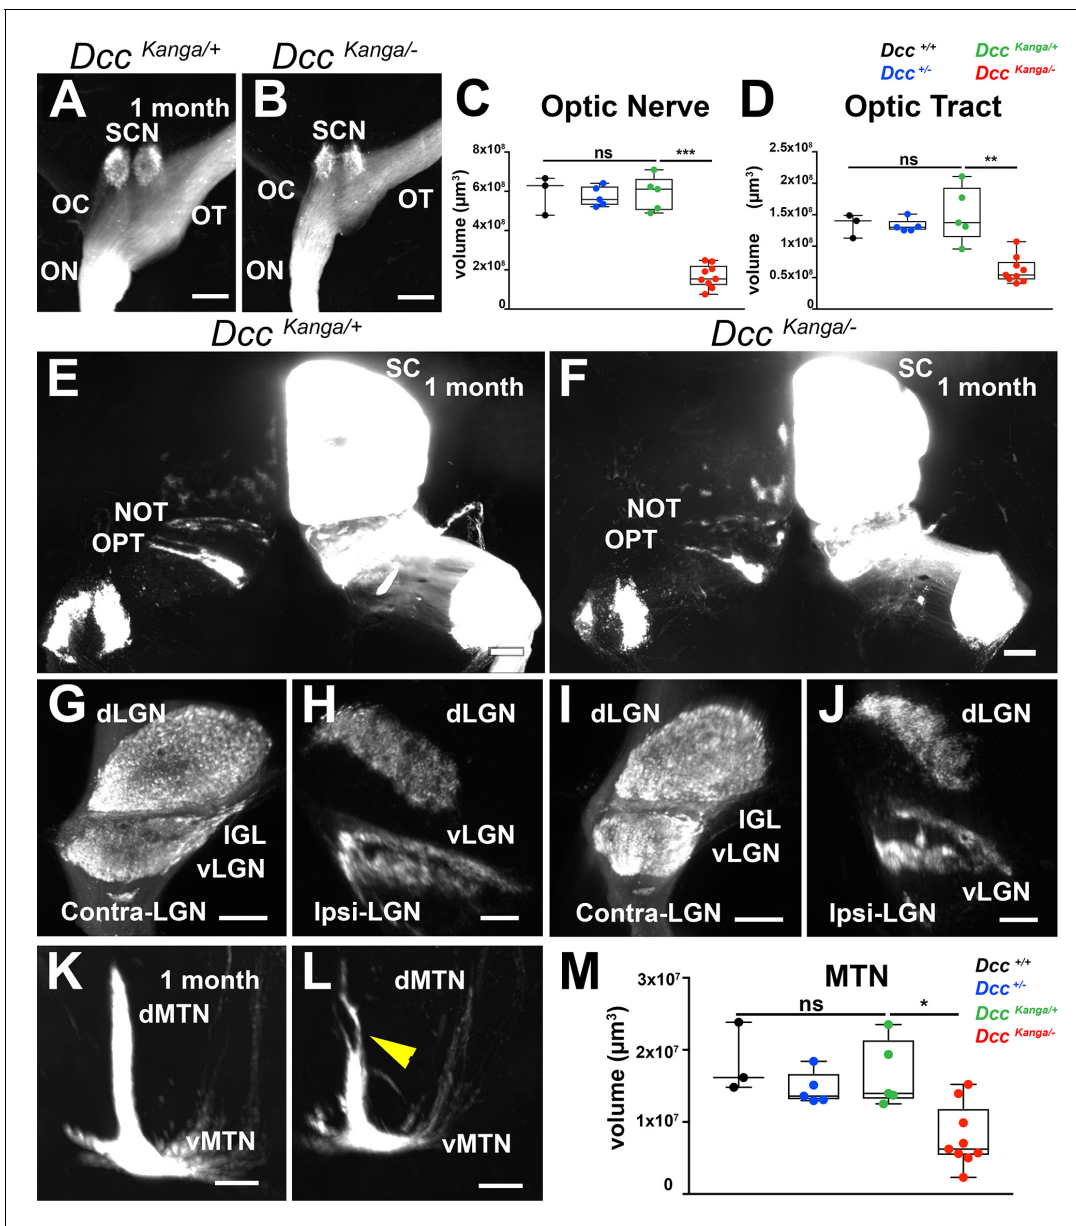 Dcc Kanga/+
Dcc Kanga/-
Dcc +/+
Dcc Kanga/+
Dcc +/-
Dcc Kanga/-
A
1 month
SCN
OC
OT
ON
B
SCN
OC
OT
ON
C
Optic Nerve
volume (µm³)
8x10⁸
6x10⁸
4x10⁸
2x10⁸
0
ns
***
D
Optic Tract
volume (µm³)
2.5x10⁸
2x10⁸
1.5x10⁸
1x10⁸
0.5x10⁸
0
ns
**
Dcc Kanga/+
Dcc Kanga/-
E
SC
1 month
NOT
OPT
F
SC
1 month
NOT
OPT
G
dLGN
IGL
vLGN
Contra-LGN
H
dLGN
vLGN
Ipsi-LGN
I
dLGN
IGL
vLGN
Contra-LGN
J
dLGN
vLGN
Ipsi-LGN
K
1 month
dMTN
vMTN
L
dMTN
vMTN
M
MTN
volume (µm³)
3x10⁷
2x10⁷
1x10⁷
0
ns
*
Dcc +/+
Dcc +/-
Dcc Kanga/+
Dcc Kanga/-